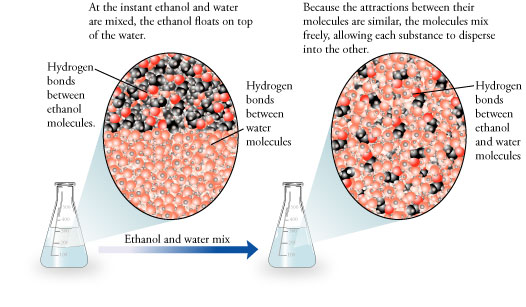 At the instant ethanol and water
are mixed, the ethanol floats on top
of the water.
Because the attractions between their
molecules are similar, the molecules mix
freely, allowing each substance to disperse
into the other.
Hydrogen
bonds
between
ethanol
molecules.
Hydrogen
bonds
between
water
molecules
Hydrogen
bonds
between
ethanol
and water
molecules
Ethanol and water mix